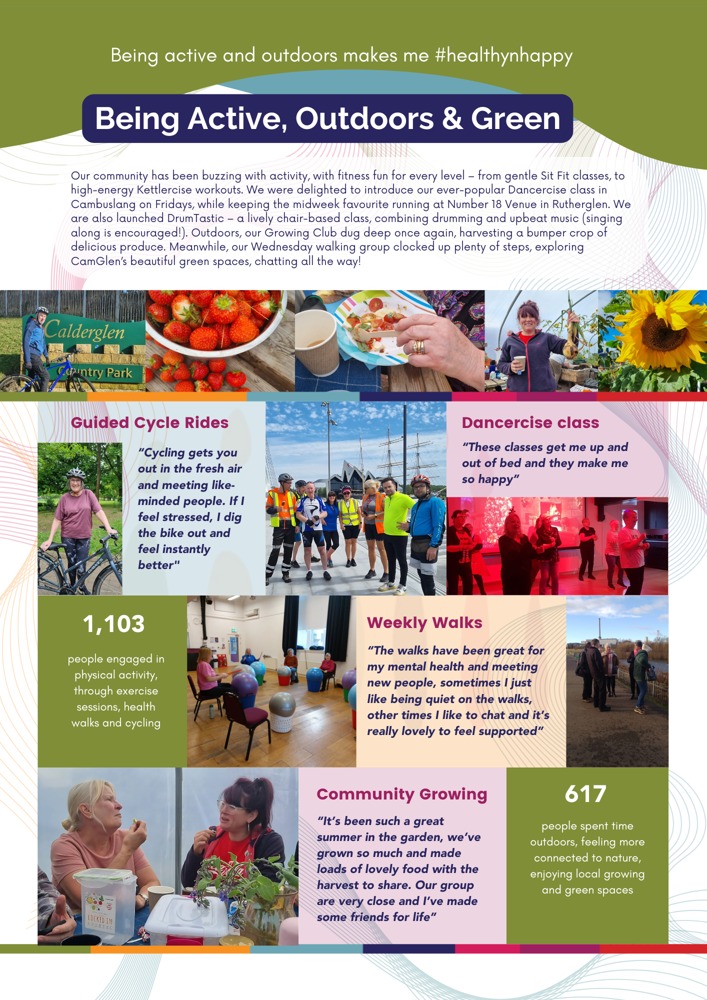 Being active and outdoors makes me #healthynhappy
Being Active, Outdoors & Green
Our community has been buzzing with activity, with fitness fun for every level – from gentle Sit Fit classes, to
high-energy Kettlercise workouts. We were delighted to introduce our ever-popular Dancercise class in
Cambuslang on Fridays, while keeping the midweek favourite running at Number 18 Venue in Rutherglen. We
are also launched DrumTastic – a lively chair-based class, combining drumming and upbeat music (singing
along is encouraged!). Outdoors, our Growing Club dug deep once again, harvesting a bumper crop of
delicious produce. Meanwhile, our Wednesday walking group clocked up plenty of steps, exploring
CamGlen's beautiful green spaces, chatting all the way!
Calderglen
Country Park
Guided Cycle Rides
“Cycling gets you
out in the fresh air
and meeting like-
minded people. If I
feel stressed, I dig
the bike out and
feel instantly
better"
DAWES
Dancercise class
“These classes get me up and
out of bed and they make me
so happy”
1,103
people engaged in
physical activity,
through exercise
sessions, health
walks and cycling
Weekly Walks
“The walks have been great for
my mental health and meeting
new people, sometimes I just
like being quiet on the walks,
other times I like to chat and it’s
really lovely to feel supported”
LOCKED IN
Community Growing
“It’s been such a great
summer in the garden, we’ve
grown so much and made
loads of lovely food with the
harvest to share. Our group
are very close and I’ve made
some friends for life”
617
people spent time
outdoors, feeling more
connected to nature,
enjoying local growing
and green spaces